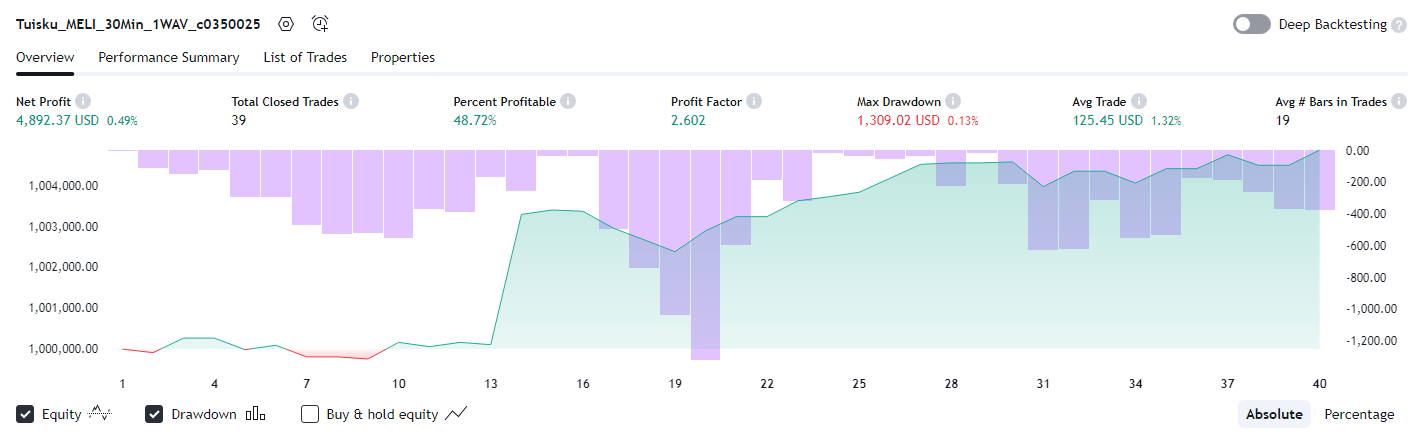 Tuisku_MELI_30Min_1WAV_c0350025 Deep Backtesting ?
Overview Performance Summary List of Trades Properties
Net Profit i Total Closed Trades i Percent Profitable i Profit Factor i Max Drawdown i Avg Trade i Avg # Bars in Trades i
4,892.37 USD 0.49% 39 48.72% 2.602 1,309.02 USD 0.13% 125.45 USD 1.32% 19
0.00
1,004,000.00 -200.00
-400.00
1,003,000.00 -600.00
1,002,000.00 -800.00
1,001,000.00 -1,000.00
1,000,000.00 -1,200.00
1 4 7 10 13 16 19 22 25 28 31 34 37 40
Equity Drawdown Buy & hold equity Absolute Percentage